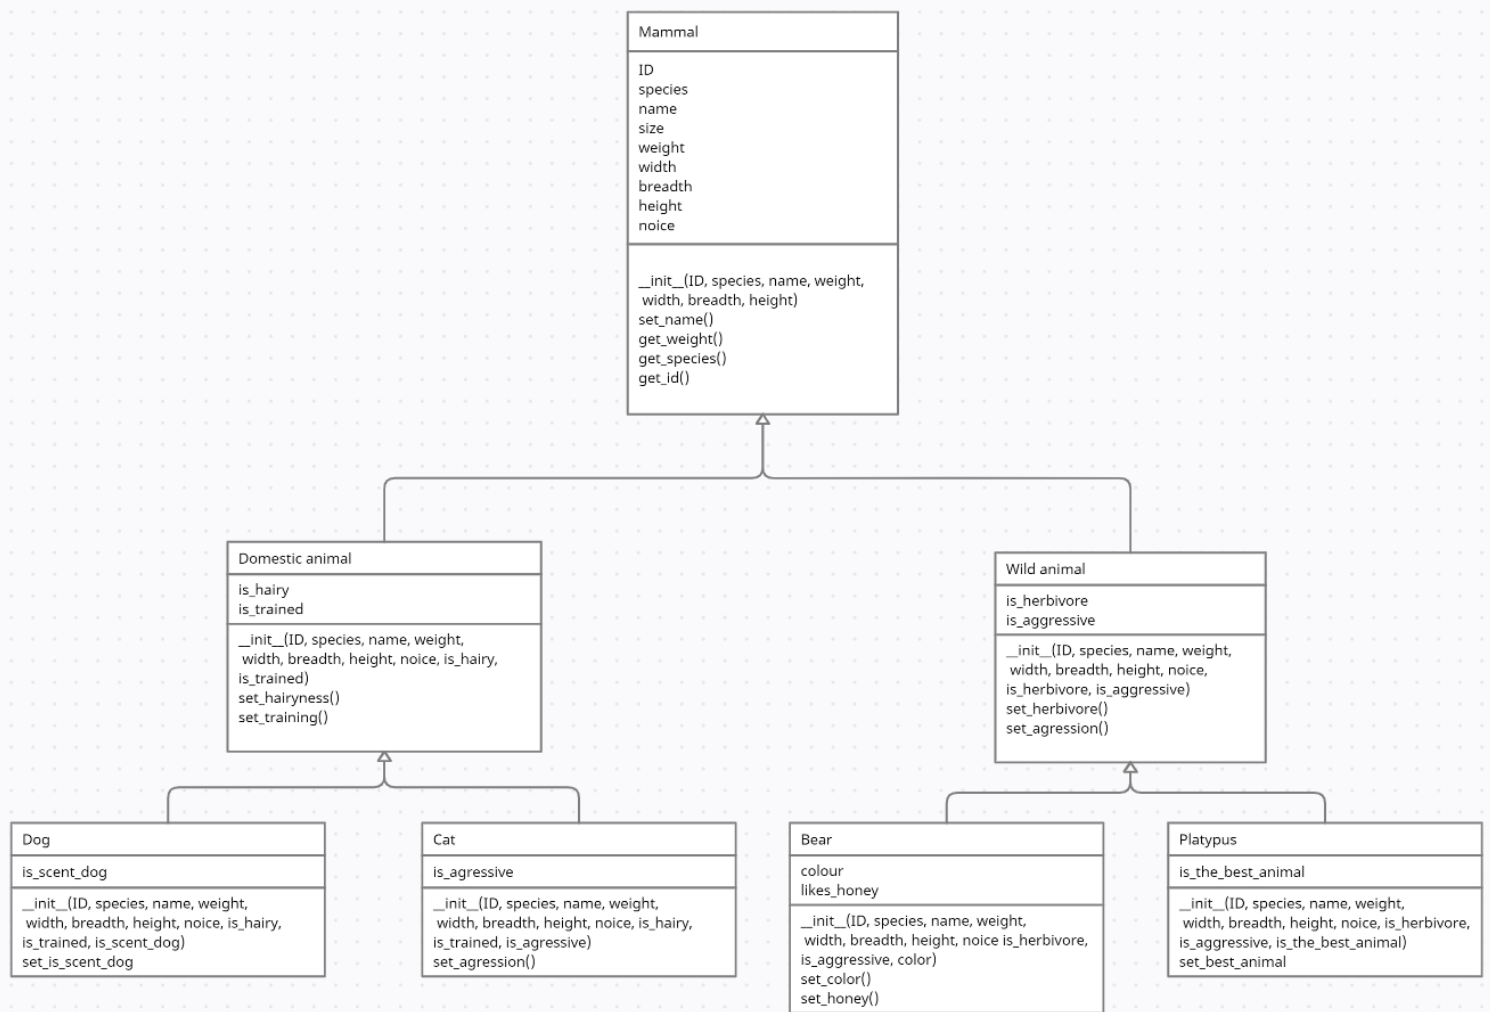 Mammal
ID
species
name
size
weight
width
breadth
height
noice
__init__(ID, species, name, weight,
width, breadth, height)
set_name()
get_weight()
get_species()
get_id()
Domestic animal
is_hairy
is_trained
__init__(ID, species, name, weight,
width, breadth, height, noice, is_hairy,
is_trained)
set_hairyness()
set_training()
Wild animal
is_herbivore
is_aggressive
__init__(ID, species, name, weight,
width, breadth, height, noice,
is_herbivore, is_aggressive)
set_herbivore()
set_agression()
Dog
is_scent_dog
__init__(ID, species, name, weight,
width, breadth, height, noice, is_hairy,
is_trained, is_scent_dog)
set_is_scent_dog
Cat
is_agressive
__init__(ID, species, name, weight,
width, breadth, height, noice, is_hairy,
is_trained, is_agressive)
set_agression()
Bear
colour
likes_honey
__init__(ID, species, name, weight,
width, breadth, height, noice is_herbivore,
is_aggressive, color)
set_color()
set_honey()
Platypus
is_the_best_animal
__init__(ID, species, name, weight,
width, breadth, height, noice, is_herbivore,
is_aggressive, is_the_best_animal)
set_best_animal